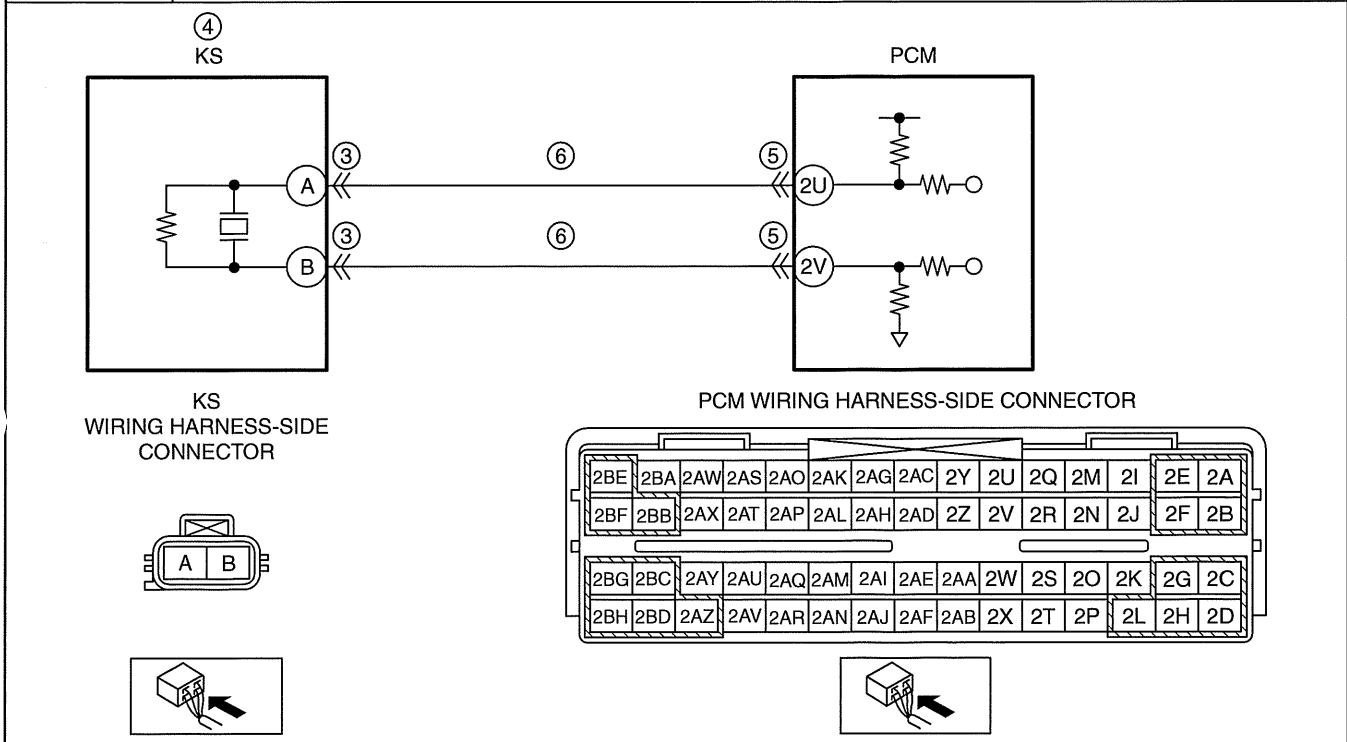 4
KS
PCM
3
6
5
A
2U
3
6
5
B
2V
KS
WIRING HARNESS-SIDE
CONNECTOR
PCM WIRING HARNESS-SIDE CONNECTOR
A B
2BE 2BA 2AW 2AS 2AO 2AK 2AG 2AC 2Y 2U 2Q 2M 2I 2E 2A
2BF 2BB 2AX 2AT 2AP 2AL 2AH 2AD 2Z 2V 2R 2N 2J 2F 2B
2BG 2BC 2AY 2AU 2AQ 2AM 2AI 2AE 2AA 2W 2S 2O 2K 2G 2C
2BH 2BD 2AZ 2AV 2AR 2AN 2AJ 2AF 2AB 2X 2T 2P 2L 2H 2D